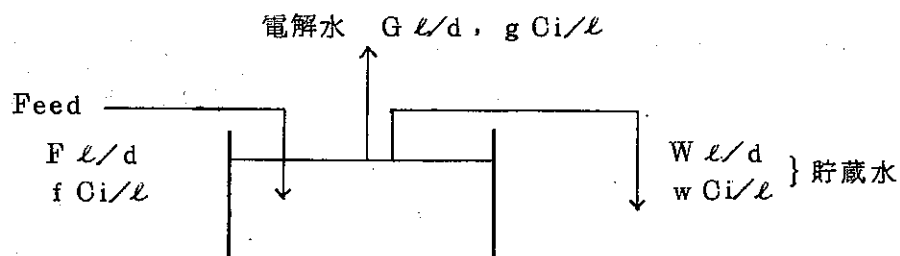 電解水 G ℓ/d , g Ci/ℓ
Feed
F ℓ/d
f Ci/ℓ
W ℓ/d
w Ci/ℓ
} 貯蔵水